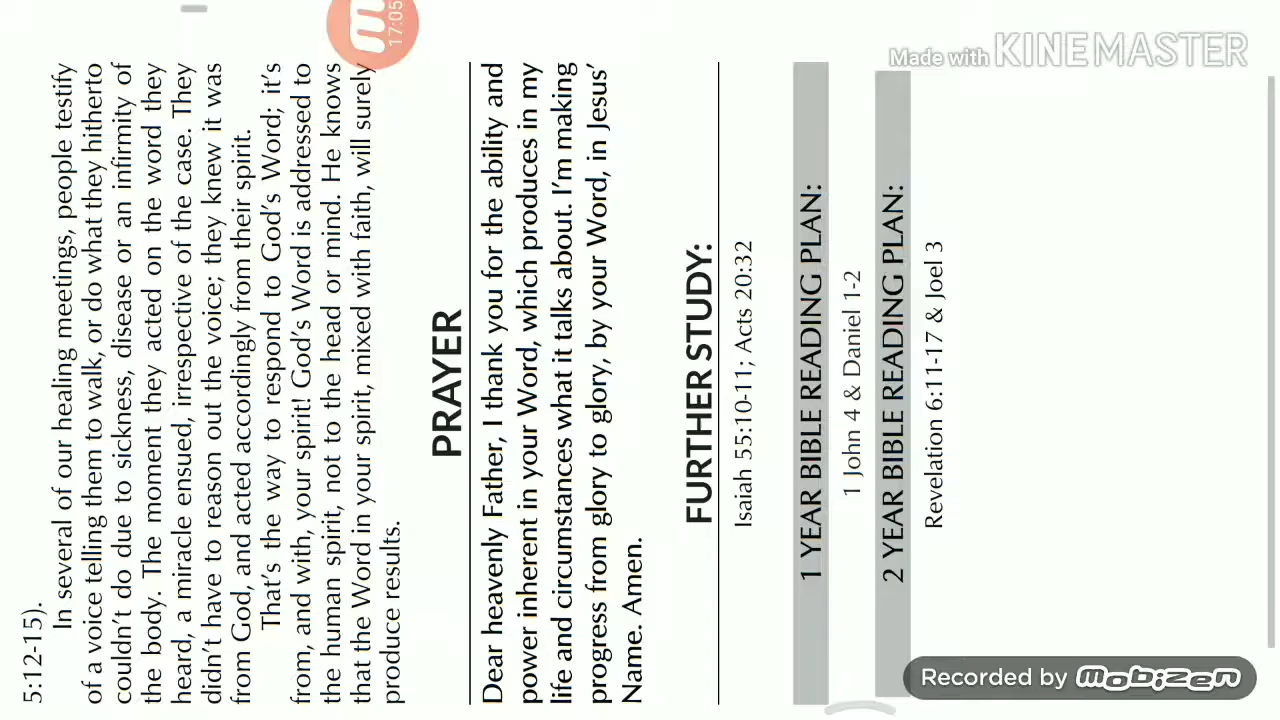 5:12-15).
In several of our healing meetings, people testify
of a voice telling them to walk, or do what they hitherto
couldn't do due to sickness, disease or an infirmity of
the body. The moment they acted on the word they
heard, a miracle ensued, irrespective of the case. They
didn't have to reason out the voice; they knew it was
from God, and acted accordingly from their spirit.
That's the way to respond to God's Word; it's
from, and with, your spirit! God's Word is addressed to
the human spirit, not to the head or mind. He knows
that the Word in your spirit, mixed with faith, will surely
produce results.
PRAYER
Dear heavenly Father, I thank you for the ability and
power inherent in your Word, which produces in my
life and circumstances what it talks about. I'm making
progress from glory to glory, by your Word, in Jesus'
Name. Amen.
FURTHER STUDY:
Isaiah 55:10-11; Acts 20:32
1 YEAR BIBLE READING PLAN:
1 John 4 & Daniel 1-2
2 YEAR BIBLE READING PLAN:
Revelation 6:11-17 & Joel 3
17:05
Made with KINEMASTER
Recorded by mobizen